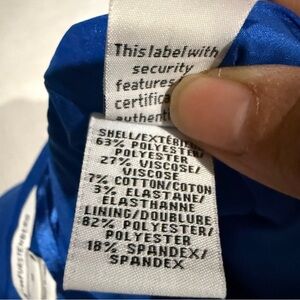 This label with
security
features
certific
authent
SHELL/EXTÉRIEUR
63% POLYESTER/
POLYESTER
27% VISCOSE/
VISCOSE
7% COTTON/COTON
3% ELASTANE/
ELASTHANNE
LINING/DOUBLURE
82% POLYESTER/
POLYESTER
18% SPANDEX/
SPANDEX
FURSTENBERG